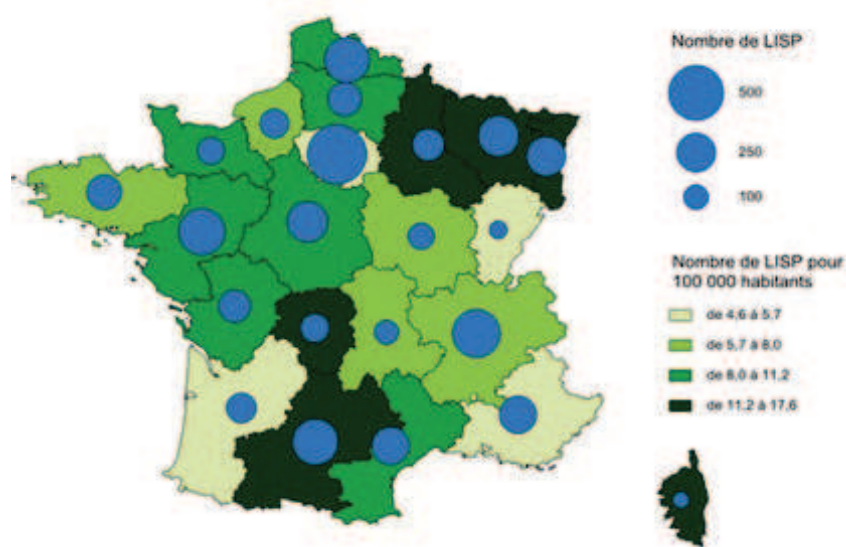 Nombre de LISP
500
250
100
Nombre de LISP pour
100 000 habitants
de 4,6 à 5,7
de 5,7 à 8,0
de 8,0 à 11,2
de 11,2 à 17,6